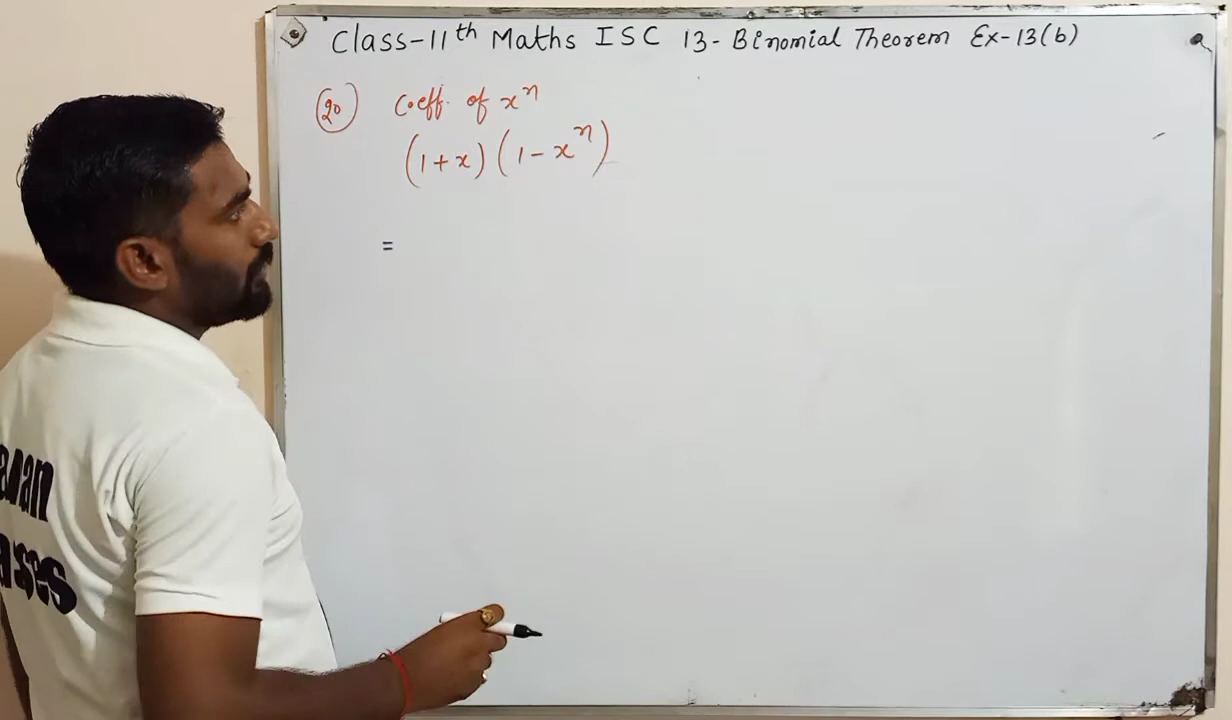 Class-11th Maths ISC 13- Binomial Theorem Ex-13(b)
(20) Coeff. of xⁿ
(1+x)(1-xⁿ)
=